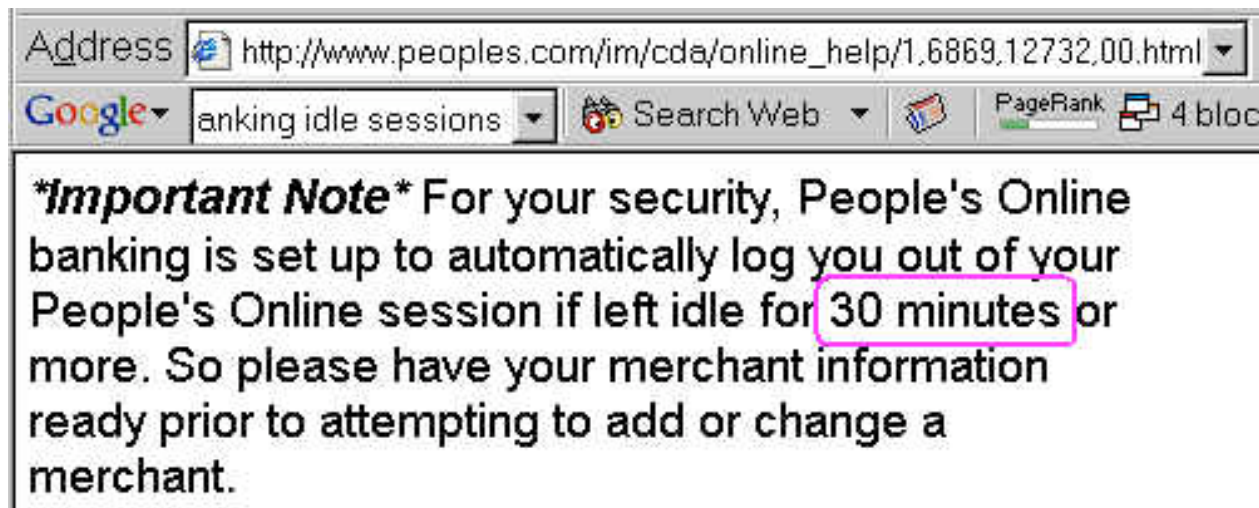 Address http://www.peoples.com/im/cda/online_help/1,6869,12732,00.html
Google anking idle sessions Search Web PageRank 4 bloc
*Important Note* For your security, People's Online
banking is set up to automatically log you out of your
People's Online session if left idle for 30 minutes or
more. So please have your merchant information
ready prior to attempting to add or change a
merchant.